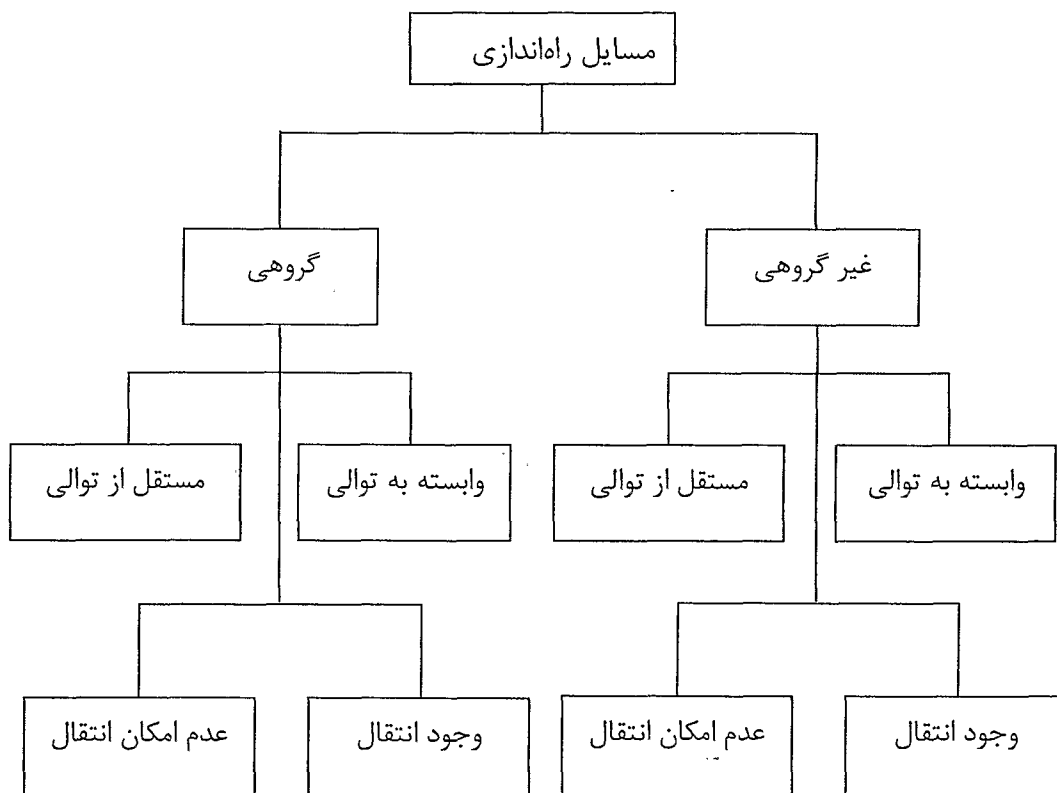 مسایل راه‌اندازی
غیر گروهی
گروهی
وابسته به توالی
مستقل از توالی
وابسته به توالی
مستقل از توالی
وجود انتقال
عدم امکان انتقال
وجود انتقال
عدم امکان انتقال